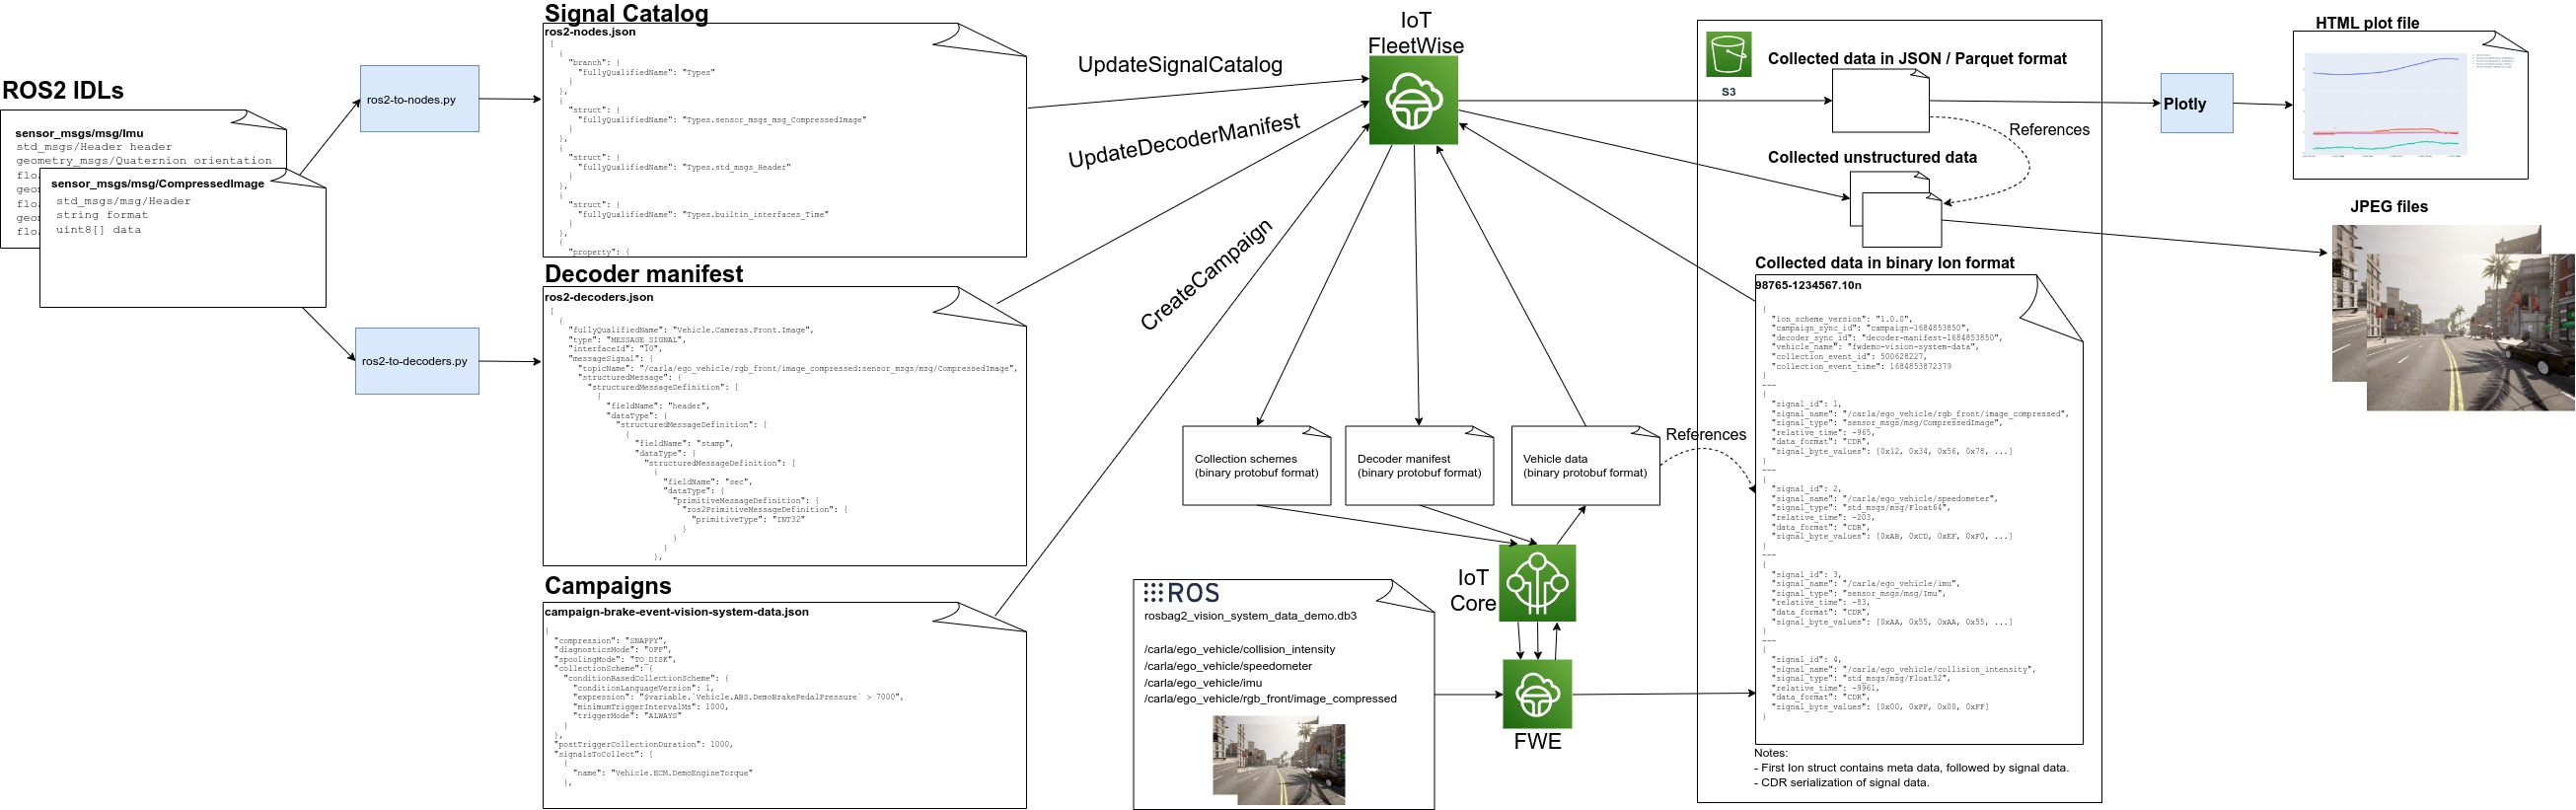 ROS2 IDLs
sensor_msgs/msg/Imu
std_msgs/Header header
geometry_msgs/Quaternion orientation
floa
geom
floa
geom
floa
sensor_msgs/msg/CompressedImage
std_msgs/msg/Header
string format
uint8[] data
ros2-to-nodes.py
ros2-to-decoders.py
Signal Catalog
ros2-nodes.json
[
{
"branch": {
"fullyQualifiedName": "Types"
}
},
{
"struct": {
"fullyQualifiedName": "Types.sensor_msgs_msg_CompressedImage"
}
},
{
"struct": {
"fullyQualifiedName": "Types.std_msgs_Header"
}
},
{
"struct": {
"fullyQualifiedName": "Types.builtin_interfaces_Time"
}
},
{
"property": {
Decoder manifest
ros2-decoders.json
[
{
"fullyQualifiedName": "Vehicle.Cameras.Front.Image",
"type": "MESSAGE_SIGNAL",
"interfaceId": "10",
"messageSignal": {
"topicName": "/carla/ego_vehicle/rgb_front/image_compressed:sensor_msgs/msg/CompressedImage",
"structuredMessage": {
"structuredMessageDefinition": [
{
"fieldName": "header",
"dataType": {
"structuredMessageDefinition": [
{
"fieldName": "stamp",
"dataType": {
"structuredMessageDefinition": [
{
"fieldName": "sec",
"dataType": {
"primitiveMessageDefinition": {
"ros2PrimitiveMessageDefinition": {
"primitiveType": "INT32"
}
}
}
},
Campaigns
campaign-brake-event-vision-system-data.json
{
"compression": "SNAPPY",
"diagnosticsMode": "OFF",
"spoolingMode": "TO_DISK",
"collectionScheme": {
"conditionBasedCollectionScheme": {
"conditionLanguageVersion": 1,
"expression": "$variable.`Vehicle.ABS.DemoBrakePedalPressure` > 7000",
"minimumTriggerIntervalMs": 1000,
"triggerMode": "ALWAYS"
}
},
"postTriggerCollectionDuration": 1000,
"signalsToCollect": [
{
"name": "Vehicle.ECM.DemoEngineTorque"
},
UpdateSignalCatalog
UpdateDecoderManifest
CreateCampaign
IoT
FleetWise
Collection schemes
(binary protobuf format)
Decoder manifest
(binary protobuf format)
Vehicle data
(binary protobuf format)
References
IoT
Core
FWE
ROS
rosbag2_vision_system_data_demo.db3
/carla/ego_vehicle/collision_intensity
/carla/ego_vehicle/speedometer
/carla/ego_vehicle/imu
/carla/ego_vehicle/rgb_front/image_compressed
S3
Collected data in JSON / Parquet format
References
Collected unstructured data
Collected data in binary Ion format
98765-1234567.10n
{
"ion_scheme_version": "1.0.0",
"campaign_sync_id": "campaign-1684853850",
"decoder_sync_id": "decoder-manifest-1684853850",
"vehicle_name": "fwdemo-vision-system-data",
"collection_event_id": 500628227,
"collection_event_time": 1684853872379
}
---
{
"signal_id": 1,
"signal_name": "/carla/ego_vehicle/rgb_front/image_compressed",
"signal_type": "sensor_msgs/msg/CompressedImage",
"relative_time": -965,
"data_format": "CDR",
"signal_byte_values": [0x12, 0x34, 0x56, 0x78, ...]
}
---
{
"signal_id": 2,
"signal_name": "/carla/ego_vehicle/speedometer",
"signal_type": "std_msgs/msg/Float64",
"relative_time": -203,
"data_format": "CDR",
"signal_byte_values": [0xAB, 0xCD, 0xEF, 0xF0, ...]
}
---
{
"signal_id": 3,
"signal_name": "/carla/ego_vehicle/imu",
"signal_type": "sensor_msgs/msg/Imu",
"relative_time": -83,
"data_format": "CDR",
"signal_byte_values": [0xAA, 0x55, 0xAA, 0x55, ...]
}
---
{
"signal_id": 4,
"signal_name": "/carla/ego_vehicle/collision_intensity",
"signal_type": "std_msgs/msg/Float32",
"relative_time": -9961,
"data_format": "CDR",
"signal_byte_values": [0x00, 0xFF, 0x00, 0xFF]
}
Notes:
- First Ion struct contains meta data, followed by signal data.
- CDR serialization of signal data.
Plotly
HTML plot file
JPEG files